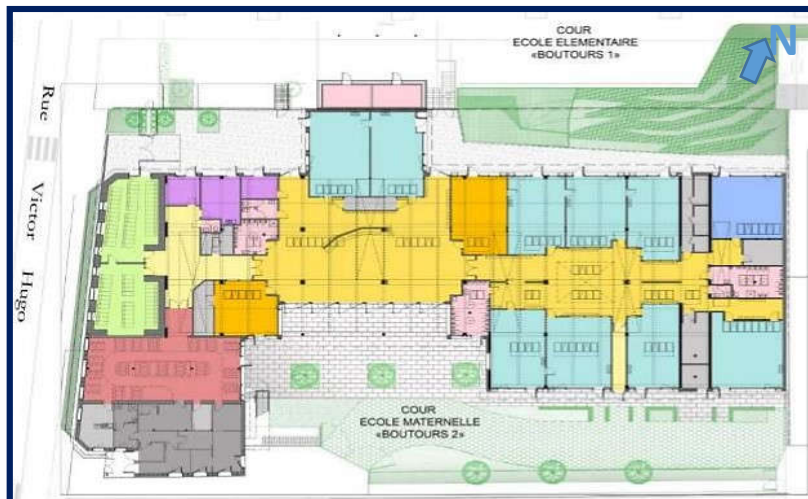 COUR
ECOLE ELEMENTAIRE
«BOUTOURS 1»
N
Rue Victor Hugo
COUR
ECOLE MATERNELLE
«BOUTOURS 2»